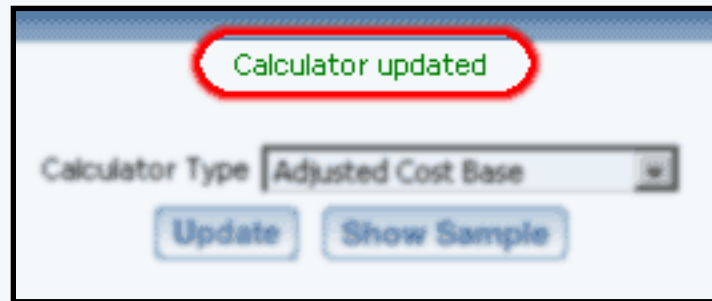 Calculator updated
Calculator Type Adjusted Cost Base
Update Show Sample